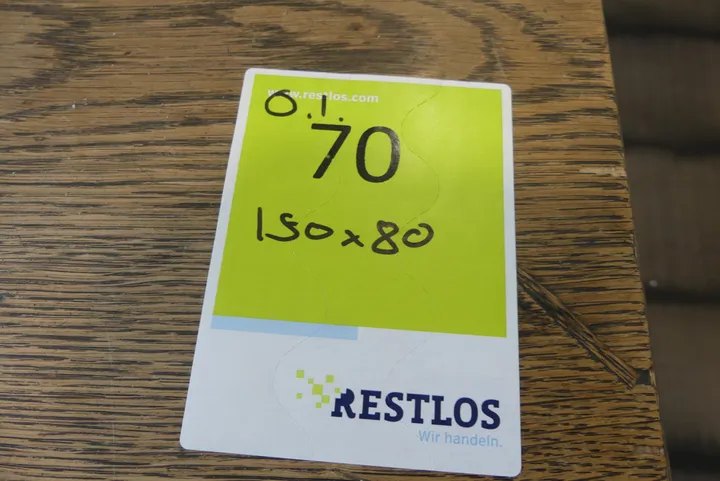 www.restlos.com
O.1.
70
150x80
RESTLOS
Wir handeln.